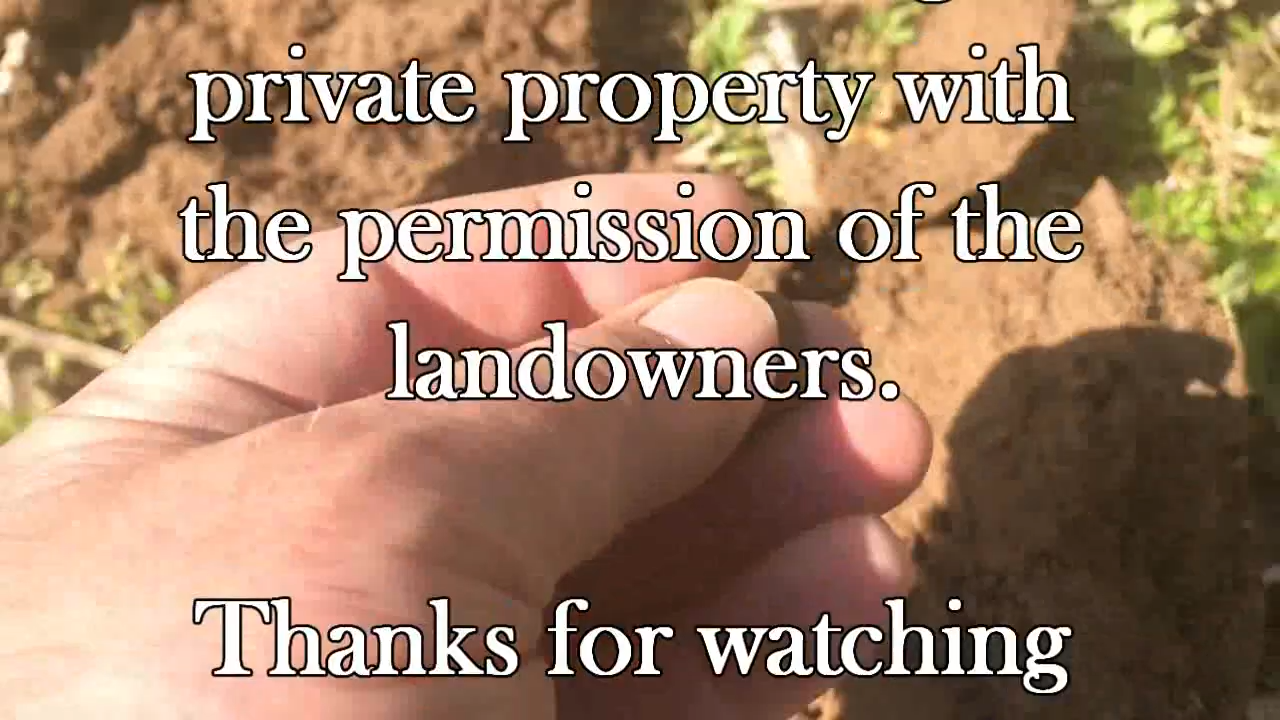 private property with
the permission of the
landowners.
Thanks for watching